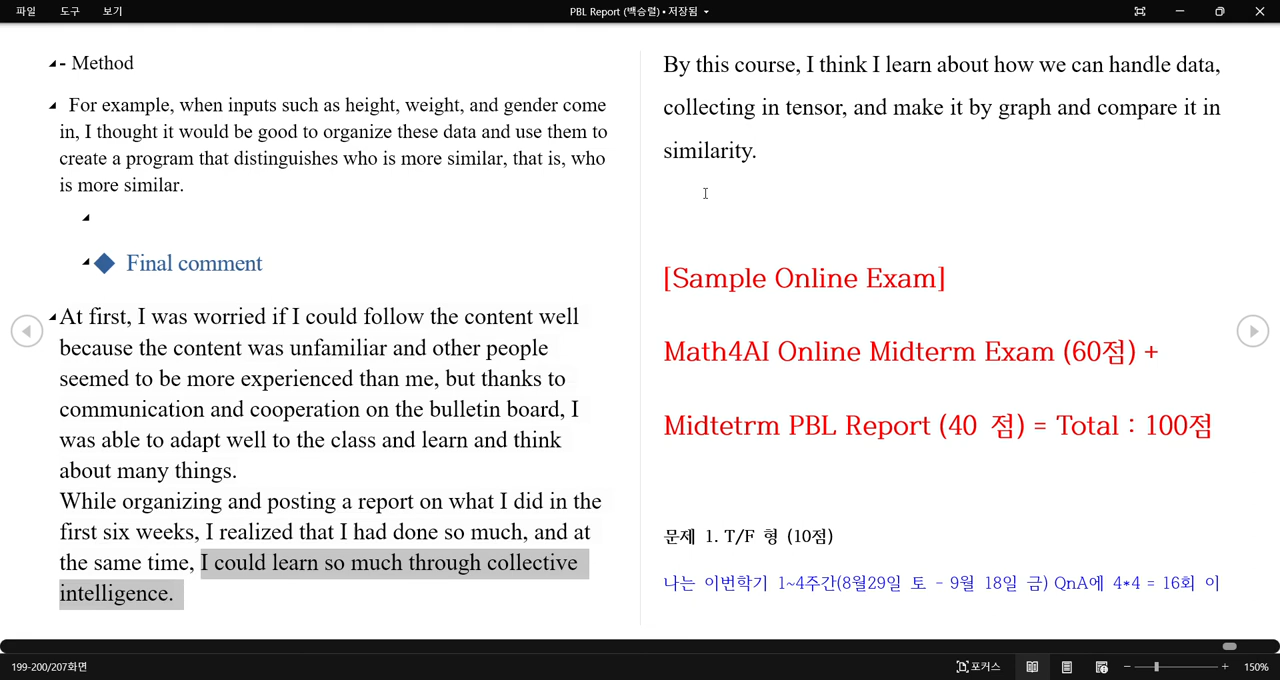 파일 도구 보기
PBL Report (백승렬) • 저장됨
- Method
For example, when inputs such as height, weight, and gender come
in, I thought it would be good to organize these data and use them to
create a program that distinguishes who is more similar, that is, who
is more similar.
Final comment
At first, I was worried if I could follow the content well
because the content was unfamiliar and other people
seemed to be more experienced than me, but thanks to
communication and cooperation on the bulletin board, I
was able to adapt well to the class and learn and think
about many things.
While organizing and posting a report on what I did in the
first six weeks, I realized that I had done so much, and at
the same time, I could learn so much through collective
intelligence.
By this course, I think I learn about how we can handle data,
collecting in tensor, and make it by graph and compare it in
similarity.
[Sample Online Exam]
Math4AI Online Midterm Exam (60점) +
Midtetrm PBL Report (40 점) = Total : 100점
문제 1. T/F 형 (10점)
나는 이번학기 1~4주간(8월29일 토 - 9월 18일 금) QnA에 4*4 = 16회 이
199-200/207화면
포커스
150%